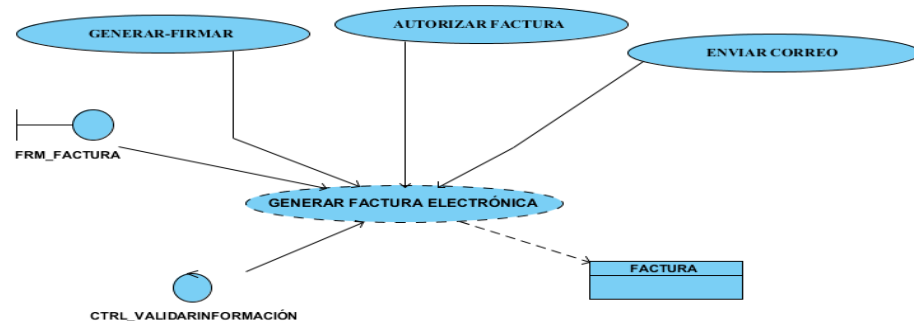 GENERAR-FIRMAR
AUTORIZAR FACTURA
ENVIAR CORREO
FRM_FACTURA
GENERAR FACTURA ELECTRÓNICA
FACTURA
CTRL_VALIDARINFORMACIÓN